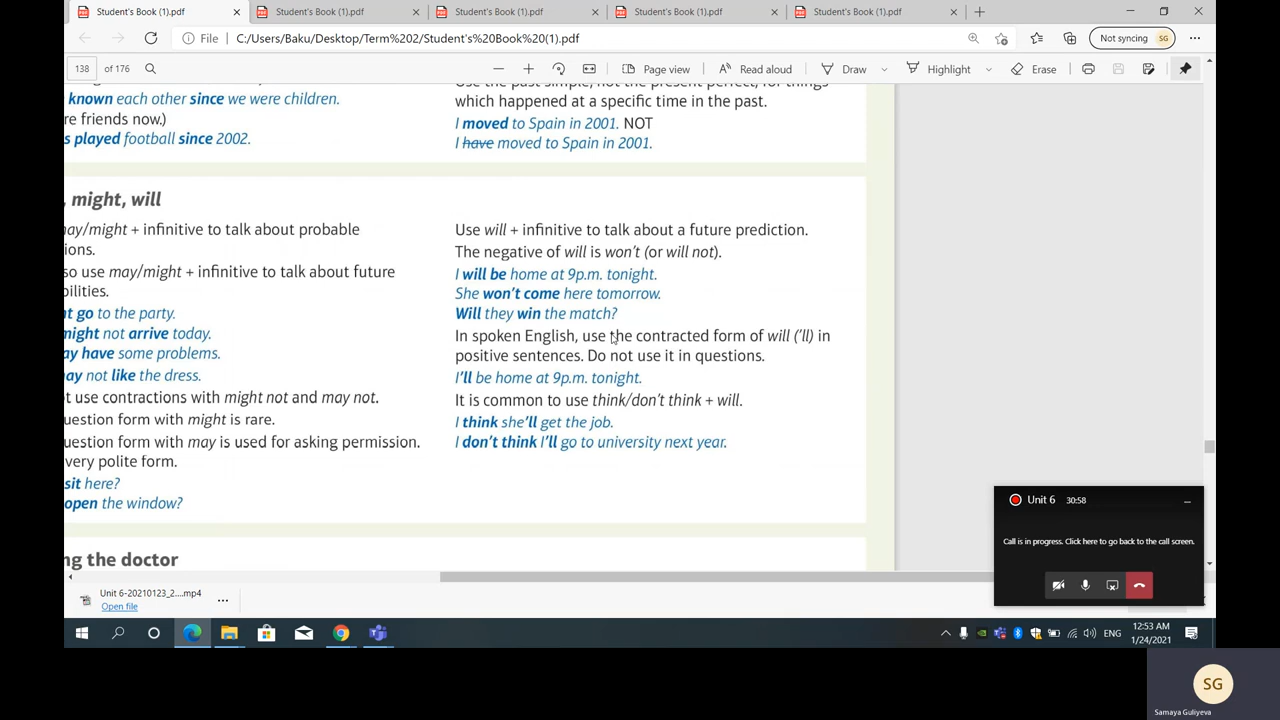 Student's Book (1).pdf
Student's Book (1).pdf
Student's Book (1).pdf
Student's Book (1).pdf
Student's Book (1).pdf
File C:/Users/Baku/Desktop/Term%202/Student's%20Book%20(1).pdf
Not syncing SG
138 of 176
Page view
Read aloud
Draw
Highlight
Erase
known each other since we were children.
re friends now.)
s played football since 2002.
Use the past simple, not the present perfect, for things
which happened at a specific time in the past.
I moved to Spain in 2001. NOT
I have moved to Spain in 2001.
, might, will
may/might + infinitive to talk about probable
ions.
so use may/might + infinitive to talk about future
bilities.
nt go to the party.
might not arrive today.
ay have some problems.
ay not like the dress.
t use contractions with might not and may not.
uestion form with might is rare.
uestion form with may is used for asking permission.
very polite form.
sit here?
open the window?
Use will + infinitive to talk about a future prediction.
The negative of will is won't (or will not).
I will be home at 9p.m. tonight.
She won't come here tomorrow.
Will they win the match?
In spoken English, use the contracted form of will ('ll) in
positive sentences. Do not use it in questions.
I'll be home at 9p.m. tonight.
It is common to use think/don't think + will.
I think she'll get the job.
I don't think I'll go to university next year.
ng the doctor
Unit 6 30:58
Call is in progress. Click here to go back to the call screen.
Unit 6-20210123_2....mp4
Open file
ENG
12:53 AM
1/24/2021
SG
Samaya Guliyeva